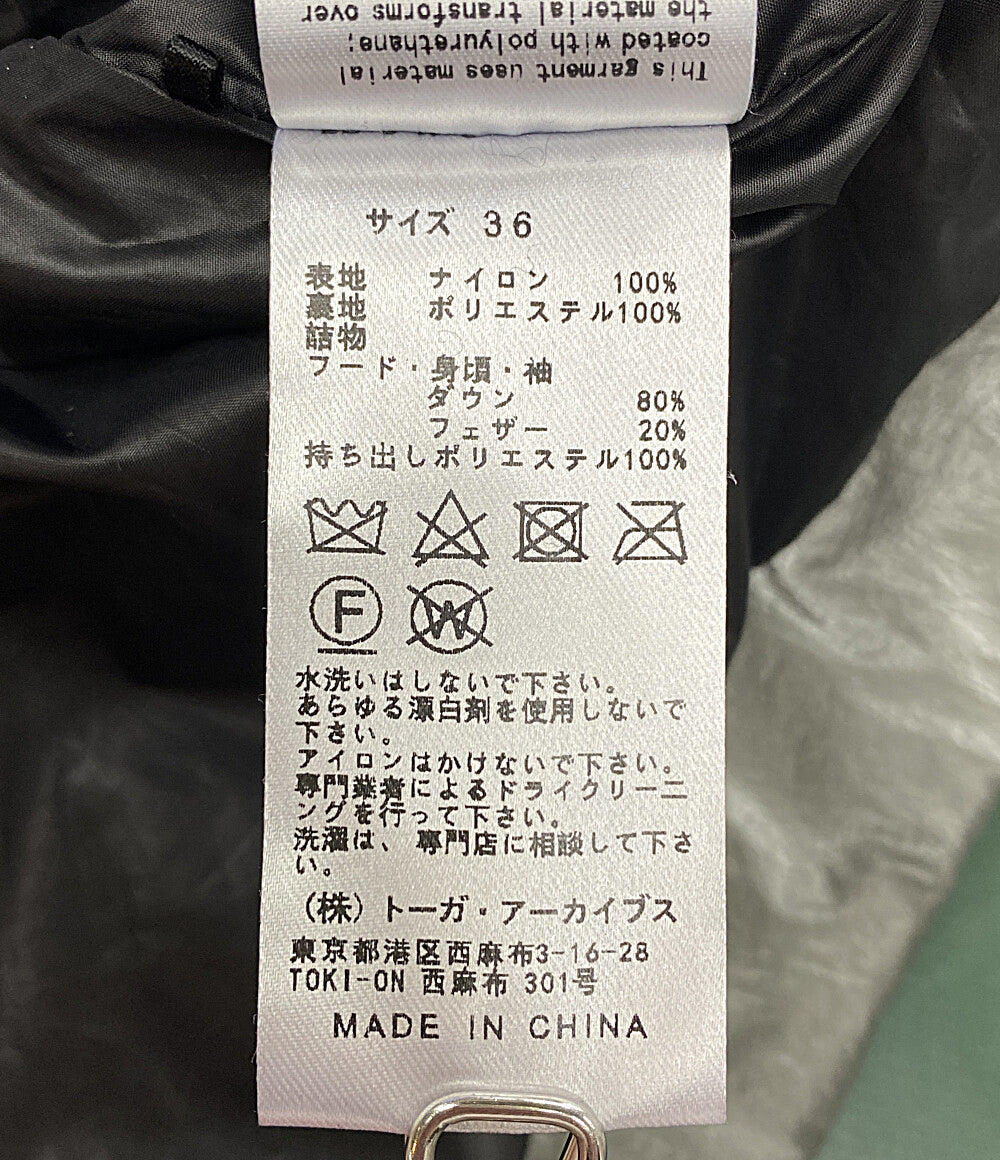 This garment uses material
coated with polyurethane;
the material transforms over
サイズ 36
表地 ナイロン 100%
裏地 ポリエステル100%
詰物
フード・身頃・袖
ダウン 80%
フェザー 20%
持ち出しポリエステル100%
F
W
水洗いはしないで下さい。
あらゆる漂白剤を使用しないで
下さい。
アイロンはかけないで下さい。
専門業者によるドライクリーニ
ングを行って下さい。
洗濯は、専門店に相談して下さ
い。
(株)トーガ・アーカイブス
東京都港区西麻布3-16-28
TOKI-ON 西麻布 301号
MADE IN CHINA